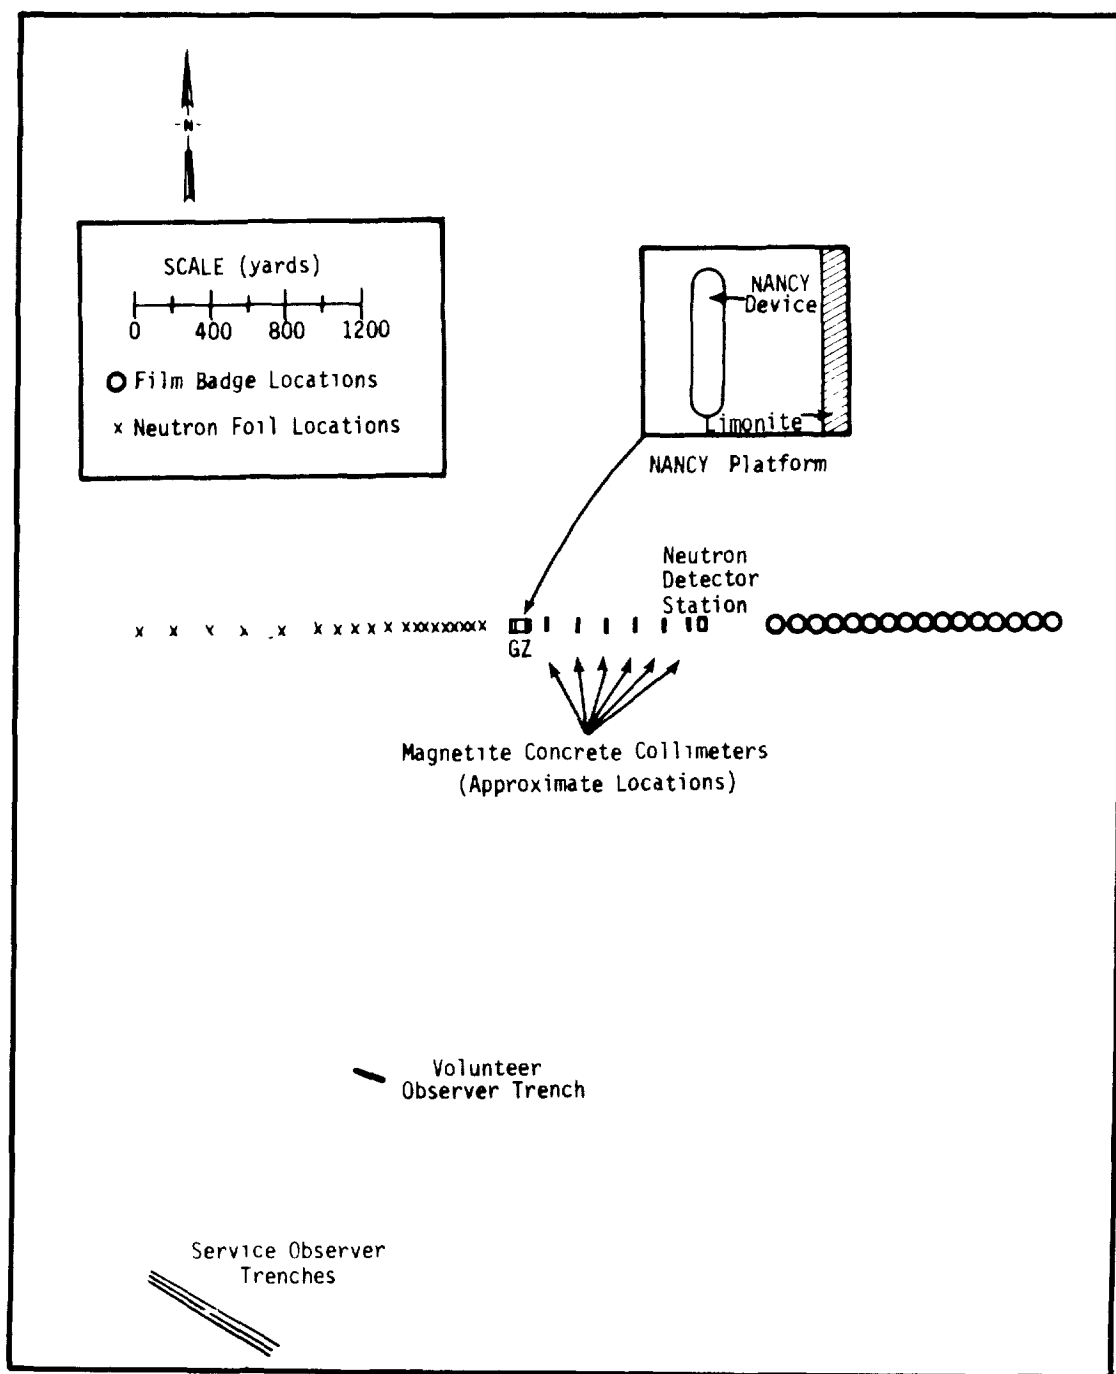 N
SCALE (yards)
0 400 800 1200
Film Badge Locations
x Neutron Foil Locations
NANCY
Device
Limonite
NANCY Platform
Neutron
Detector
Station
GZ
Magnetite Concrete Collimeters
(Approximate Locations)
Volunteer
Observer Trench
Service Observer
Trenches